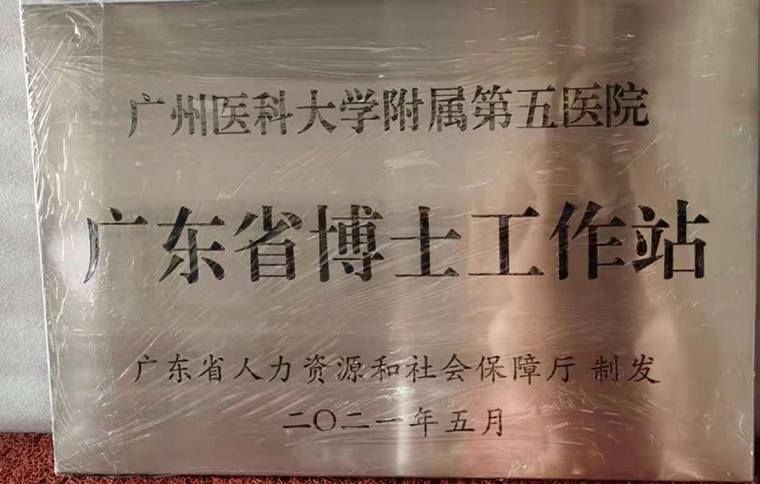 广州医科大学附属第五医院
广东省博士工作站
广东省人力资源和社会保障厅 制发
二〇二一年五月